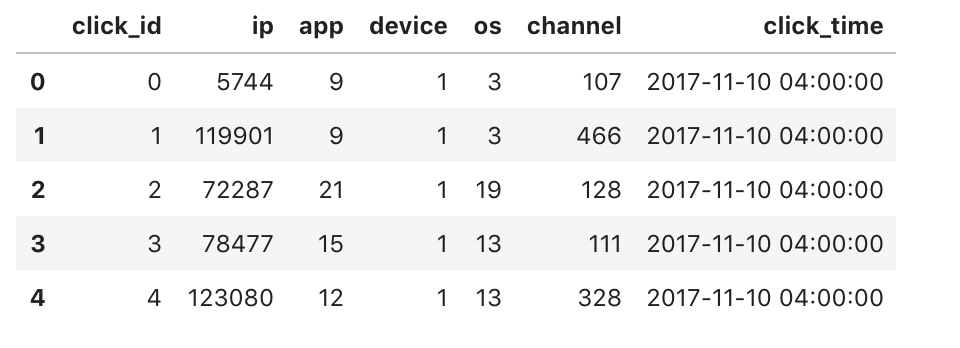 click_id ip app device os channel click_time
0 0 5744 9 1 3 107 2017-11-10 04:00:00
1 1 119901 9 1 3 466 2017-11-10 04:00:00
2 2 72287 21 1 19 128 2017-11-10 04:00:00
3 3 78477 15 1 13 111 2017-11-10 04:00:00
4 4 123080 12 1 13 328 2017-11-10 04:00:00